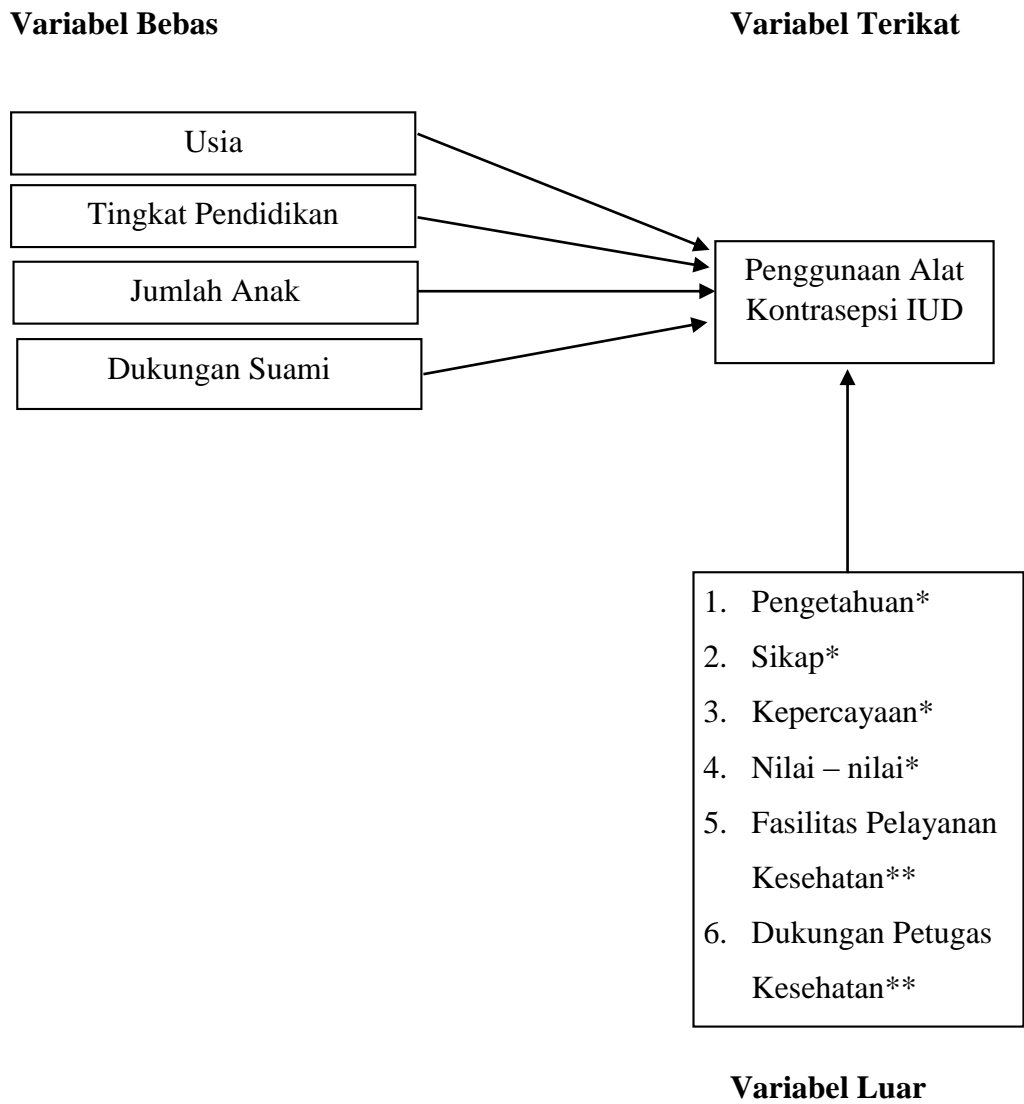 Variabel Bebas
Variabel Terikat
Usia
Tingkat Pendidikan
Jumlah Anak
Dukungan Suami
Penggunaan Alat
Kontrasepsi IUD
1. Pengetahuan*
2. Sikap*
3. Kepercayaan*
4. Nilai – nilai*
5. Fasilitas Pelayanan
Kesehatan**
6. Dukungan Petugas
Kesehatan**
Variabel Luar